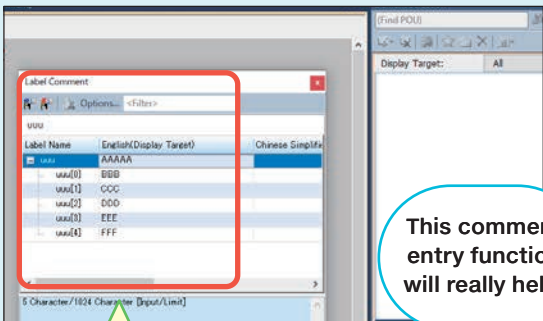 (Find POU)
Display Target: All
Label Comment
Options... <Filter>
uuu
Label Name English(Display Target) Chinese Simplifie
uuu AAAAA
uuu[0] BBB
uuu[1] CCC
uuu[2] DDD
uuu[3] EEE
uuu[4] FFF
5 Character/1024 Character [Input/Limit]
This commen
entry functio
will really hel